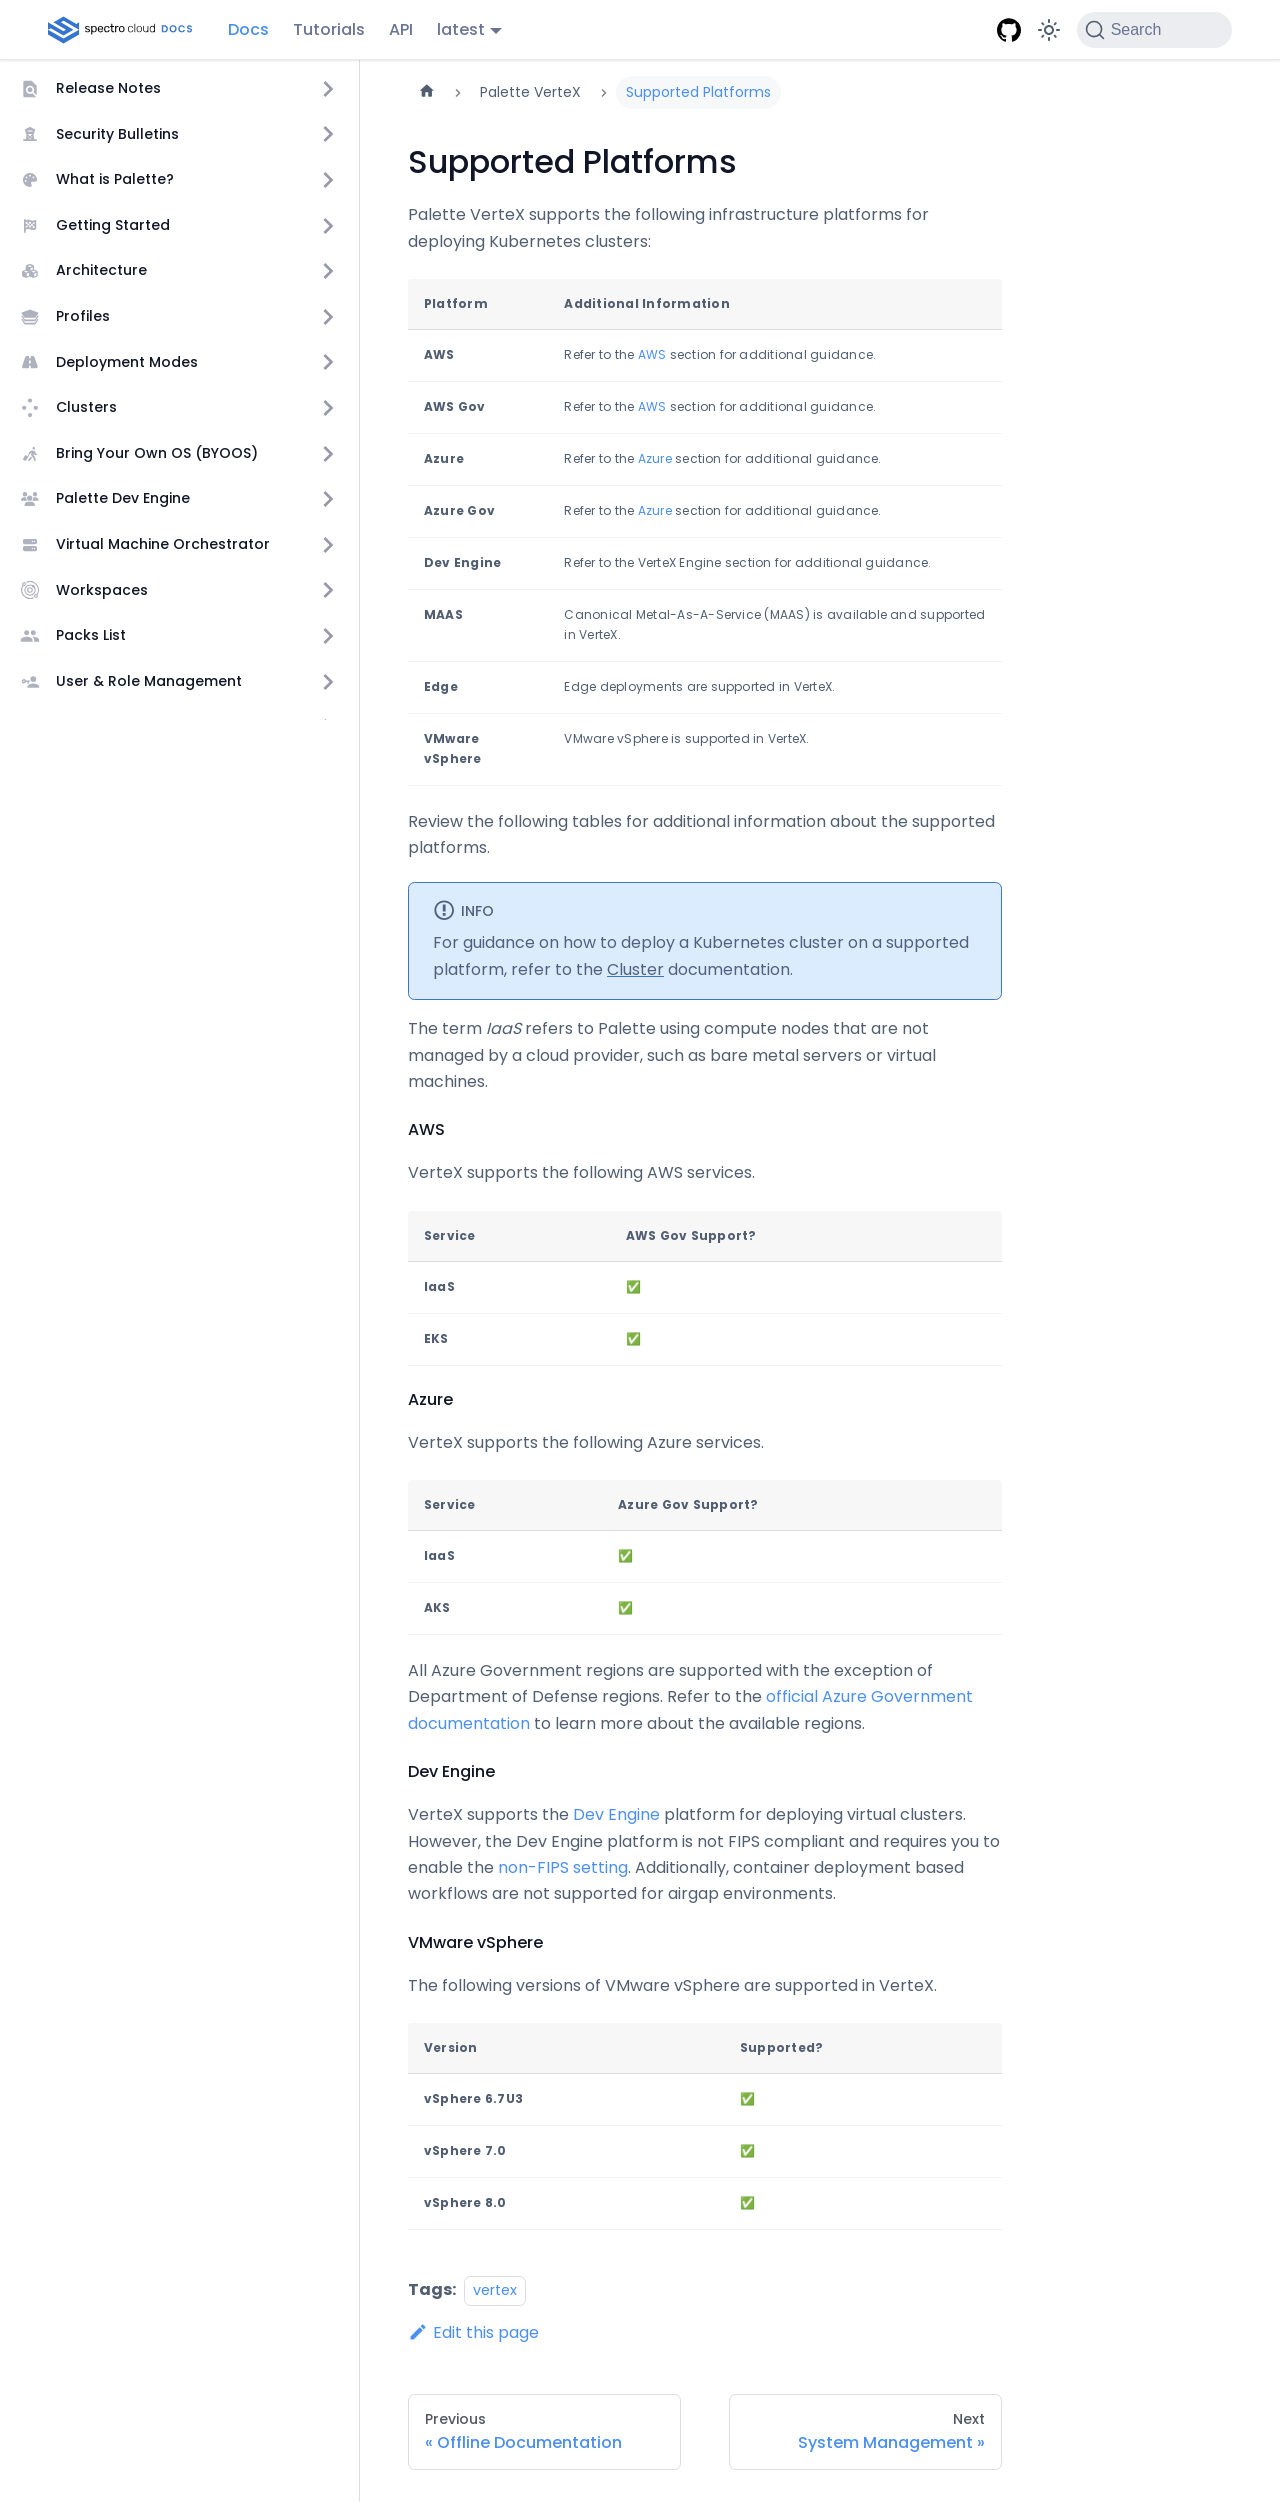 spectro cloud DOCS Docs Tutorials API latest Search
Release Notes
Security Bulletins
What is Palette?
Getting Started
Architecture
Profiles
Deployment Modes
Clusters
Bring Your Own OS (BYOOS)
Palette Dev Engine
Virtual Machine Orchestrator
Workspaces
Packs List
User & Role Management
Palette VerteX Supported Platforms
Supported Platforms
Palette VerteX supports the following infrastructure platforms for
deploying Kubernetes clusters:
Platform Additional Information
AWS Refer to the AWS section for additional guidance.
AWS Gov Refer to the AWS section for additional guidance.
Azure Refer to the Azure section for additional guidance.
Azure Gov Refer to the Azure section for additional guidance.
Dev Engine Refer to the VerteX Engine section for additional guidance.
MAAS Canonical Metal-As-A-Service (MAAS) is available and supported
in VerteX.
Edge Edge deployments are supported in VerteX.
VMware VMware vSphere is supported in VerteX.
vSphere
Review the following tables for additional information about the supported
platforms.
INFO
For guidance on how to deploy a Kubernetes cluster on a supported
platform, refer to the Cluster documentation.
The term IaaS refers to Palette using compute nodes that are not
managed by a cloud provider, such as bare metal servers or virtual
machines.
AWS
VerteX supports the following AWS services.
Service AWS Gov Support?
IaaS ✅
EKS ✅
Azure
VerteX supports the following Azure services.
Service Azure Gov Support?
IaaS ✅
AKS ✅
All Azure Government regions are supported with the exception of
Department of Defense regions. Refer to the official Azure Government
documentation to learn more about the available regions.
Dev Engine
VerteX supports the Dev Engine platform for deploying virtual clusters.
However, the Dev Engine platform is not FIPS compliant and requires you to
enable the non-FIPS setting. Additionally, container deployment based
workflows are not supported for airgap environments.
VMware vSphere
The following versions of VMware vSphere are supported in VerteX.
Version Supported?
vSphere 6.7U3 ✅
vSphere 7.0 ✅
vSphere 8.0 ✅
Tags: vertex
Edit this page
Previous
« Offline Documentation
Next
System Management »